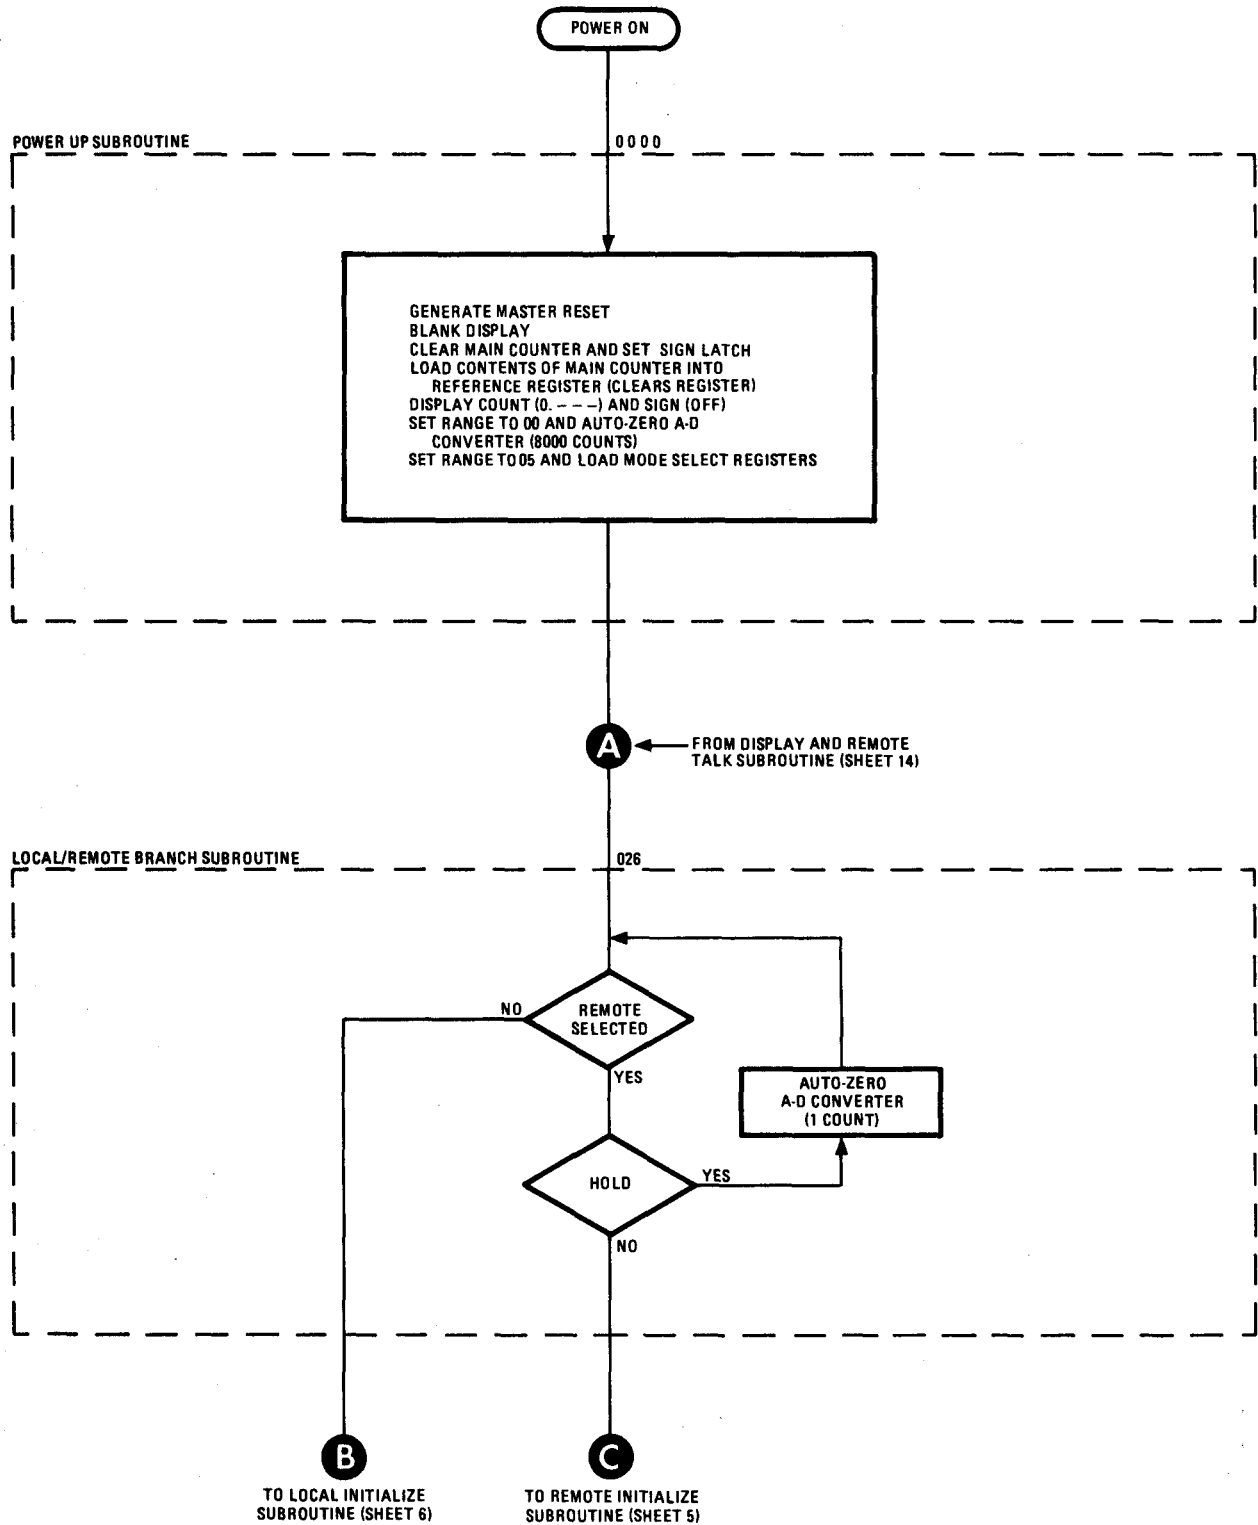 POWER ON
POWER UP SUBROUTINE
0000
GENERATE MASTER RESET
BLANK DISPLAY
CLEAR MAIN COUNTER AND SET SIGN LATCH
LOAD CONTENTS OF MAIN COUNTER INTO
REFERENCE REGISTER (CLEARS REGISTER)
DISPLAY COUNT (0. – – –) AND SIGN (OFF)
SET RANGE TO 00 AND AUTO-ZERO A-D
CONVERTER (8000 COUNTS)
SET RANGE TO 05 AND LOAD MODE SELECT REGISTERS
A
FROM DISPLAY AND REMOTE
TALK SUBROUTINE (SHEET 14)
LOCAL/REMOTE BRANCH SUBROUTINE
026
NO
REMOTE
SELECTED
YES
AUTO-ZERO
A-D CONVERTER
(1 COUNT)
HOLD
YES
NO
B
TO LOCAL INITIALIZE
SUBROUTINE (SHEET 6)
C
TO REMOTE INITIALIZE
SUBROUTINE (SHEET 5)